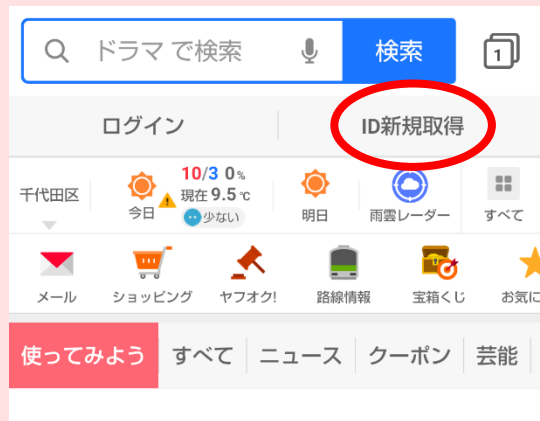 ドラマ で検索 検索 1
ログイン ID新規取得
千代田区 今日 10/3 0% 現在 9.5℃ 少ない 明日 雨雲レーダー すべて
メール ショッピング ヤフオク! 路線情報 宝箱くじ お気に
使ってみよう すべて ニュース クーポン 芸能